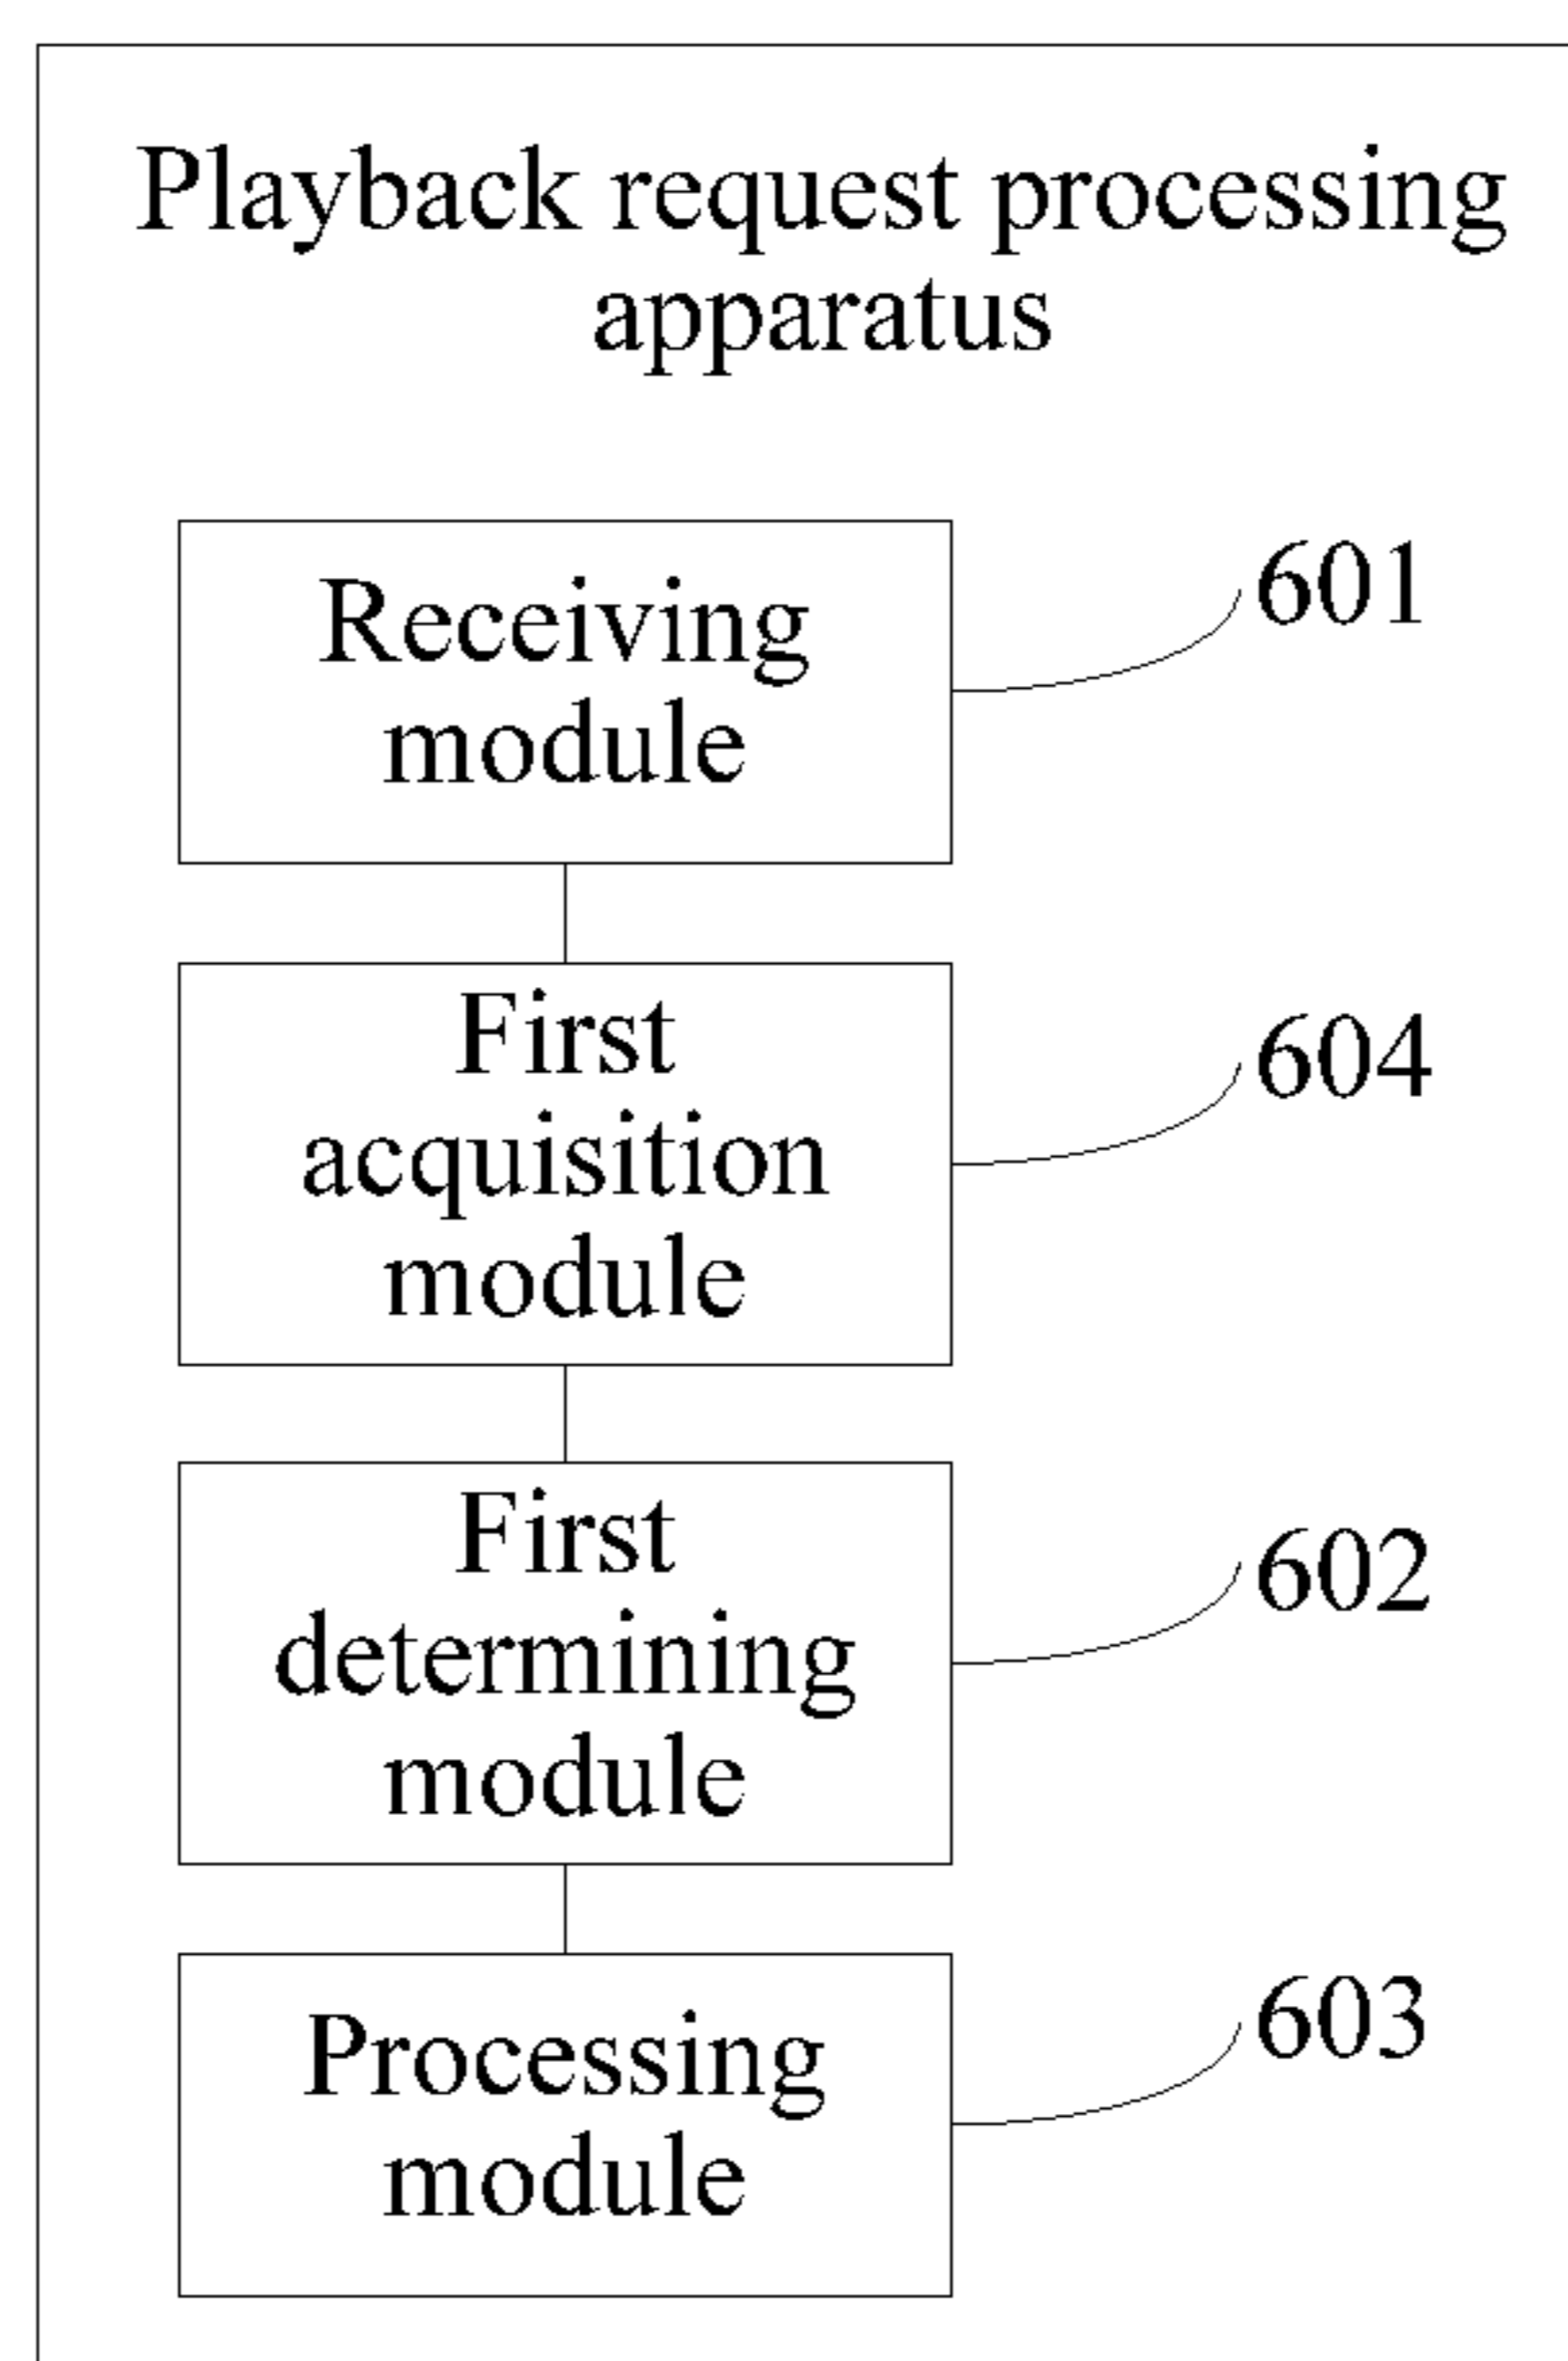 Playback request processing
apparatus
Receiving
module
601
First
acquisition
module
604
First
determining
module
602
Processing
module
603